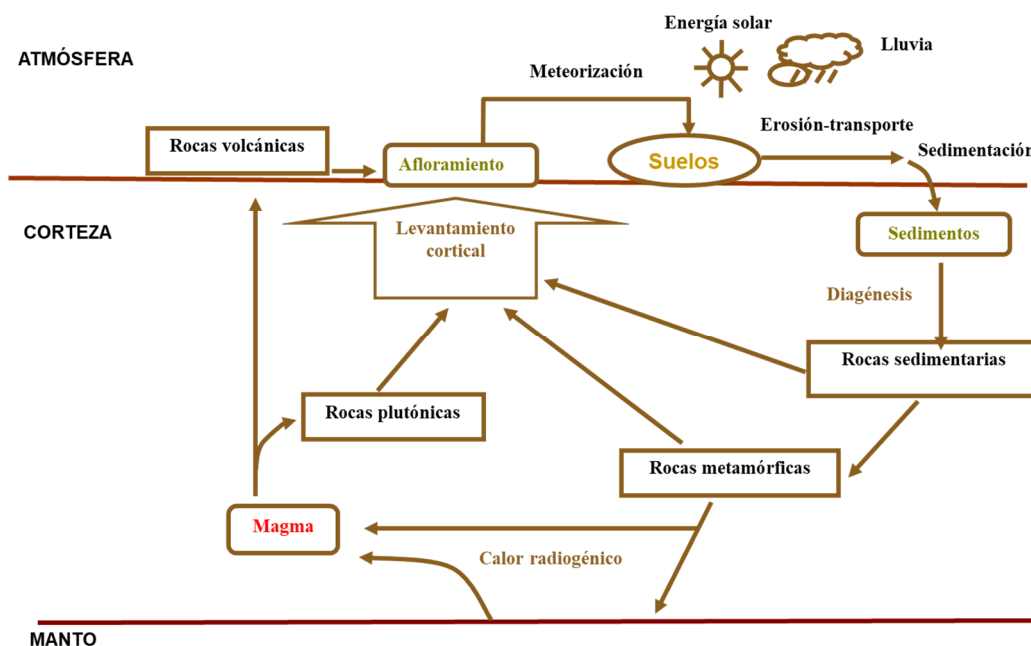 Energía solar
Lluvia
ATMÓSFERA
Meteorización
Erosión-transporte
Rocas volcánicas
Afloramiento
Suelos
Sedimentación
CORTEZA
Levantamiento
cortical
Sedimentos
Diagénesis
Rocas sedimentarias
Rocas plutónicas
Rocas metamórficas
Magma
Calor radiogénico
MANTO